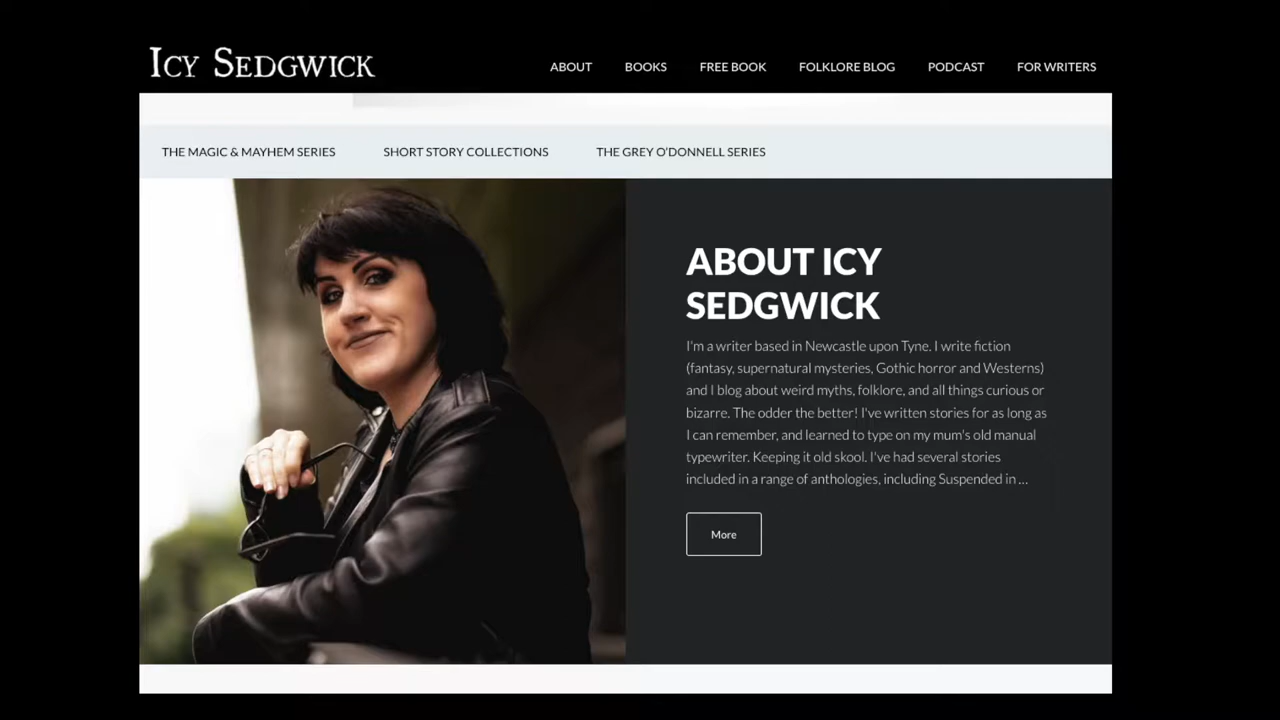 ICY SEDGWICK
ABOUT BOOKS FREE BOOK FOLKLORE BLOG PODCAST FOR WRITERS
THE MAGIC & MAYHEM SERIES SHORT STORY COLLECTIONS THE GREY O'DONNELL SERIES
ABOUT ICY
SEDGWICK
I'm a writer based in Newcastle upon Tyne. I write fiction
(fantasy, supernatural mysteries, Gothic horror and Westerns)
and I blog about weird myths, folklore, and all things curious or
bizarre. The odder the better! I've written stories for as long as
I can remember, and learned to type on my mum's old manual
typewriter. Keeping it old skool. I've had several stories
included in a range of anthologies, including Suspended in ...
More